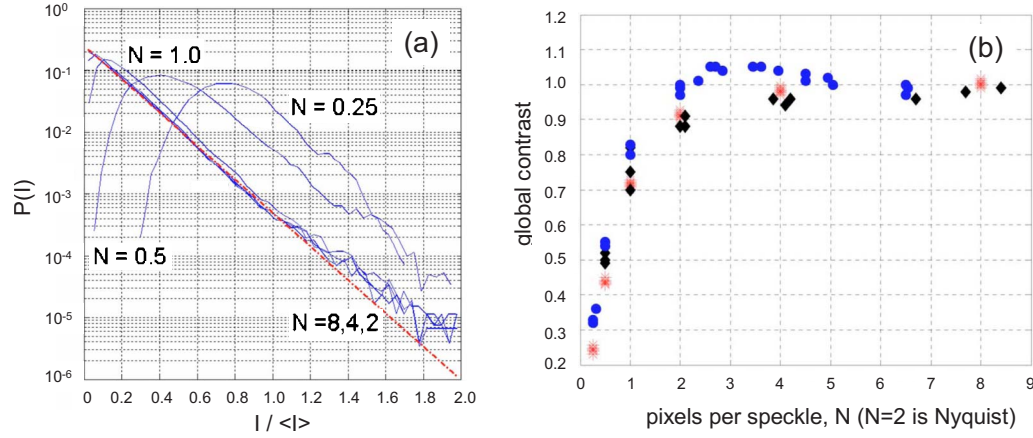 (a)
10⁰
10⁻¹
10⁻²
10⁻³
10⁻⁴
10⁻⁵
10⁻⁶
P(I)
N = 1.0
N = 0.25
N = 0.5
N =8,4,2
0 0.2 0.4 0.6 0.8 1.0 1.2 1.4 1.6 1.8 2.0
I / <I>
(b)
1.2
1.1
1.0
0.9
0.8
0.7
0.6
0.5
0.4
0.3
0.2
global contrast
0 1 2 3 4 5 6 7 8 9
pixels per speckle, N (N=2 is Nyquist)